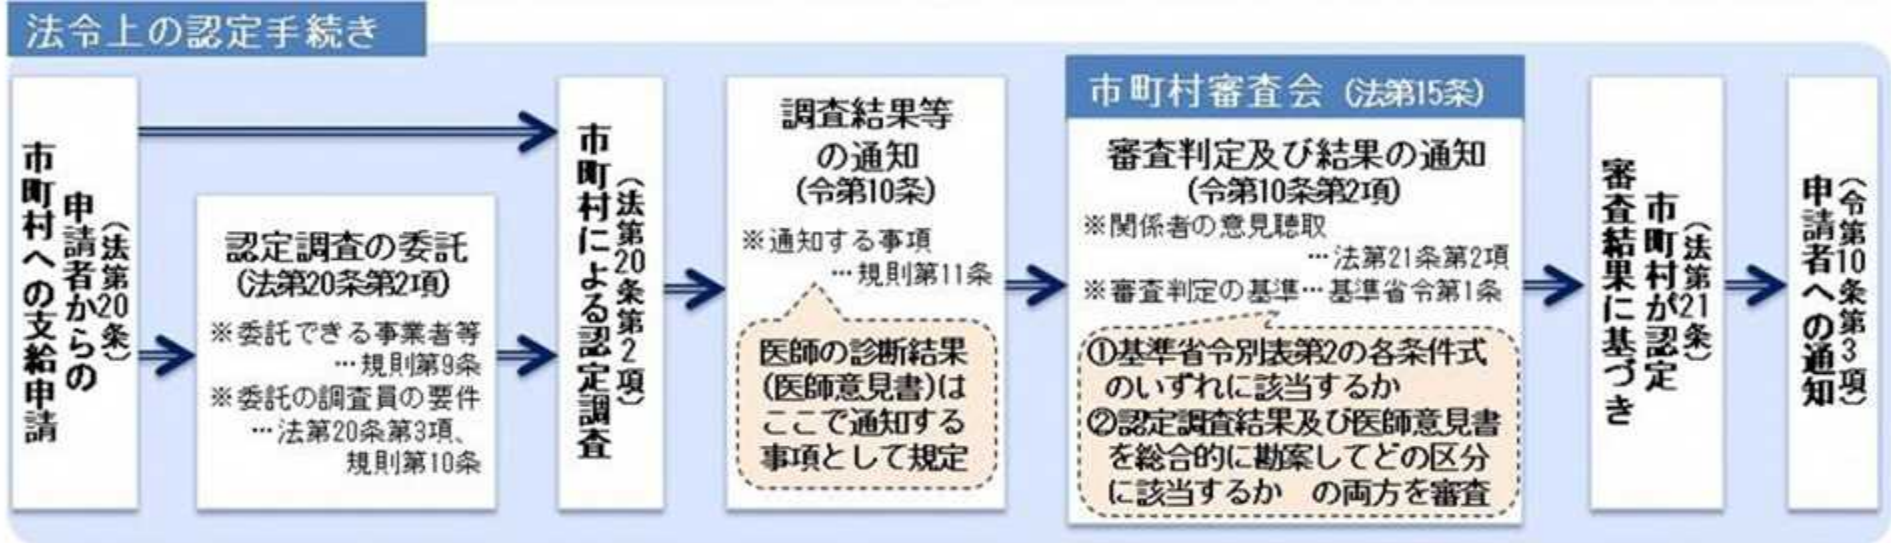 法令上の認定手続き
申請者からの
市町村への支給申請
（法第20条）
認定調査の委託
(法第20条第2項)
※委託できる事業者等
…規則第9条
※委託の調査員の要件
…法第20条第3項、
規則第10条
市町村による認定調査
（法第20条第2項）
調査結果等
の通知
(令第10条)
※通知する事項
…規則第11条
医師の診断結果
(医師意見書)は
ここで通知する
事項として規定
市町村審査会 (法第15条)
審査判定及び結果の通知
(令第10条第2項)
※関係者の意見聴取
…法第21条第2項
※審査判定の基準…基準省令第1条
①基準省令別表第2の各条件式
のいずれに該当するか
②認定調査結果及び医師意見書
を総合的に勘案してどの区分
に該当するか の両方を審査
（法第21条）
市町村が認定
審査結果に基づき
（令第10条第3項）
申請者への通知